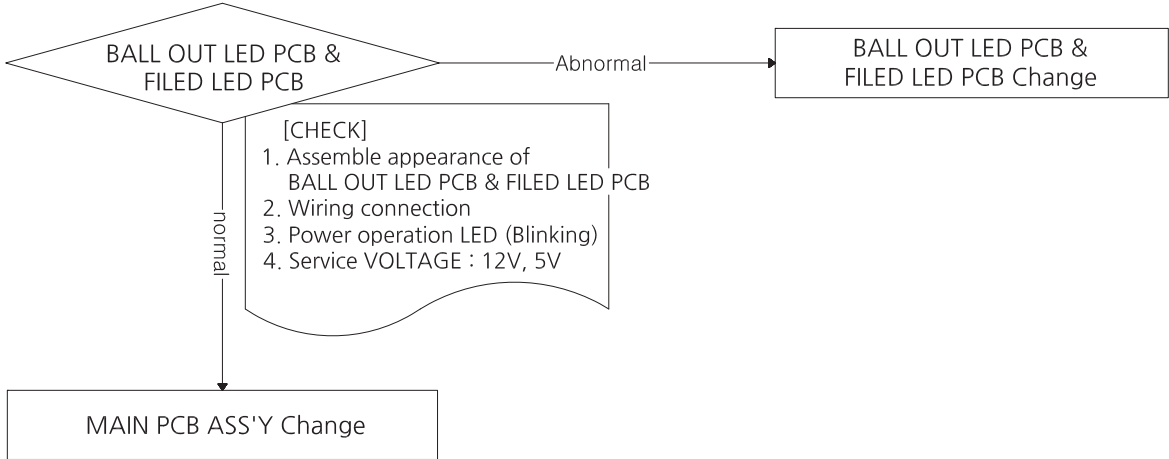 BALL OUT LED PCB &
FILED LED PCB
Abnormal
BALL OUT LED PCB &
FILED LED PCB Change
[CHECK]
1. Assemble appearance of
BALL OUT LED PCB & FILED LED PCB
2. Wiring connection
3. Power operation LED (Blinking)
4. Service VOLTAGE : 12V, 5V
normal
MAIN PCB ASS'Y Change